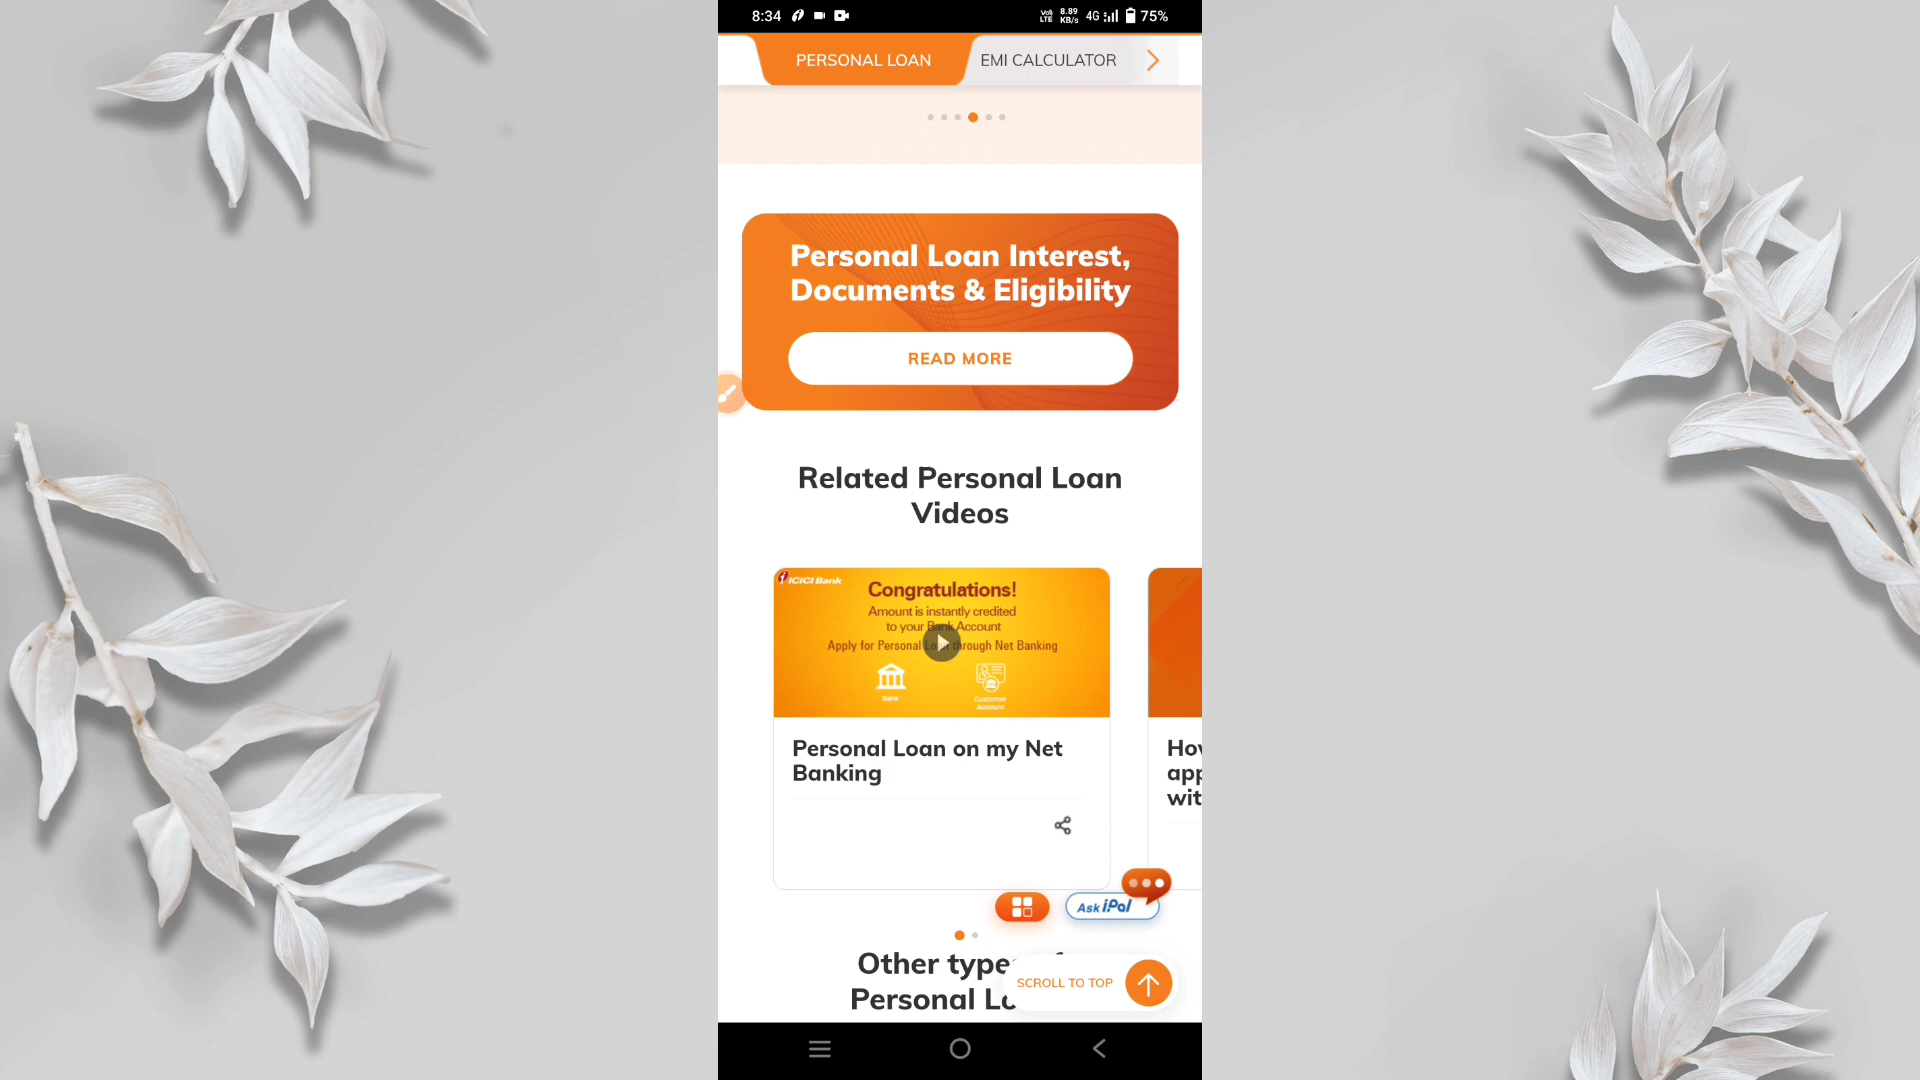 8:34
Vo) LTE 8.89 KB/s 4G 75%
PERSONAL LOAN EMI CALCULATOR
Personal Loan Interest,
Documents & Eligibility
READ MORE
Related Personal Loan
Videos
ICICI Bank
Congratulations!
Amount is instantly credited
to your Bank Account
Apply for Personal Loan through Net Banking
Bank
Customer
Account
Personal Loan on my Net
Banking
app
wit
Ask iPal
Other type
Personal Lo
SCROLL TO TOP